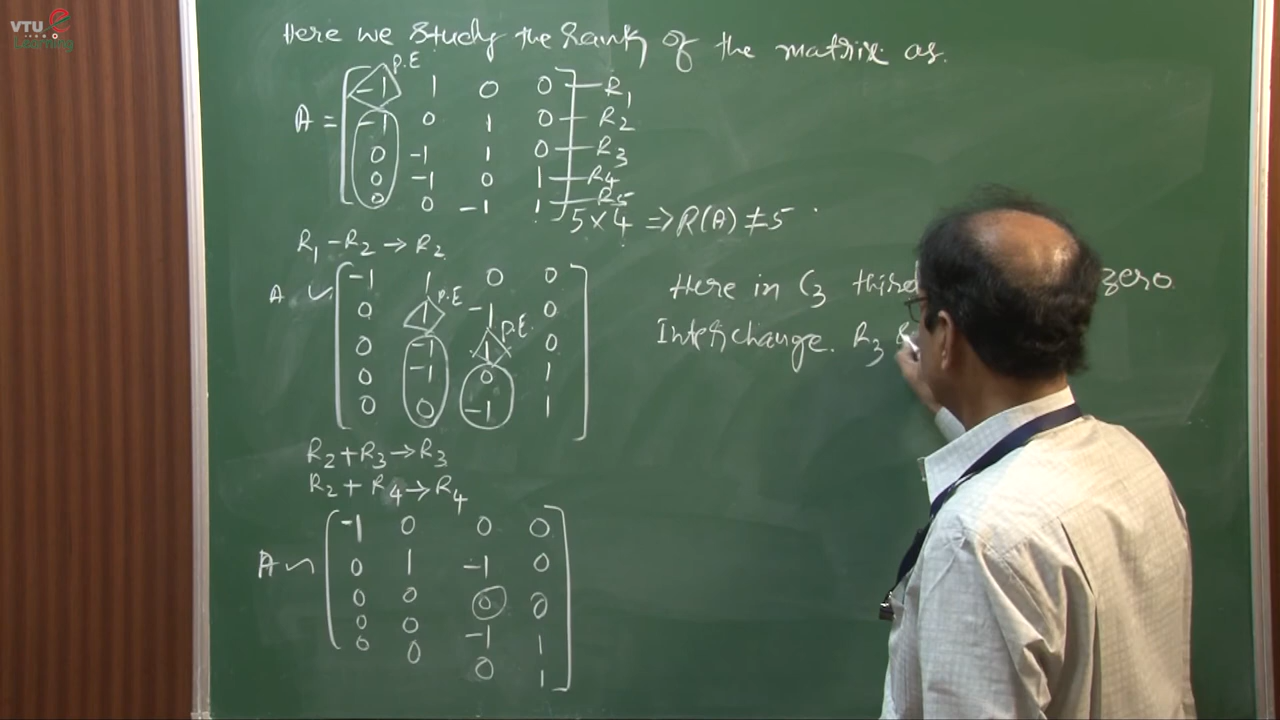 VTU e
Learning
Here we study the Rank of the matrix as.
P.E
-1 1 0 0 R1
A = -1 0 1 0 R2
0 -1 1 0 R3
0 -1 0 1 R4
0 0 -1 1 R5
5×4 ⇒ R(A) ≠ 5
R1 - R2 → R2
-1 1 0 0
A ~ 0 1 P.E -1 0
0 -1 1 P.E. 0
0 -1 0 1
0 0 -1 1
R2 + R3 → R3
R2 + R4 → R4
-1 0 0 0
A ~ 0 1 -1 0
0 0 0 0
0 0 -1 1
0 0 0 1
Here in C3 third zero
Interchange. R3 &